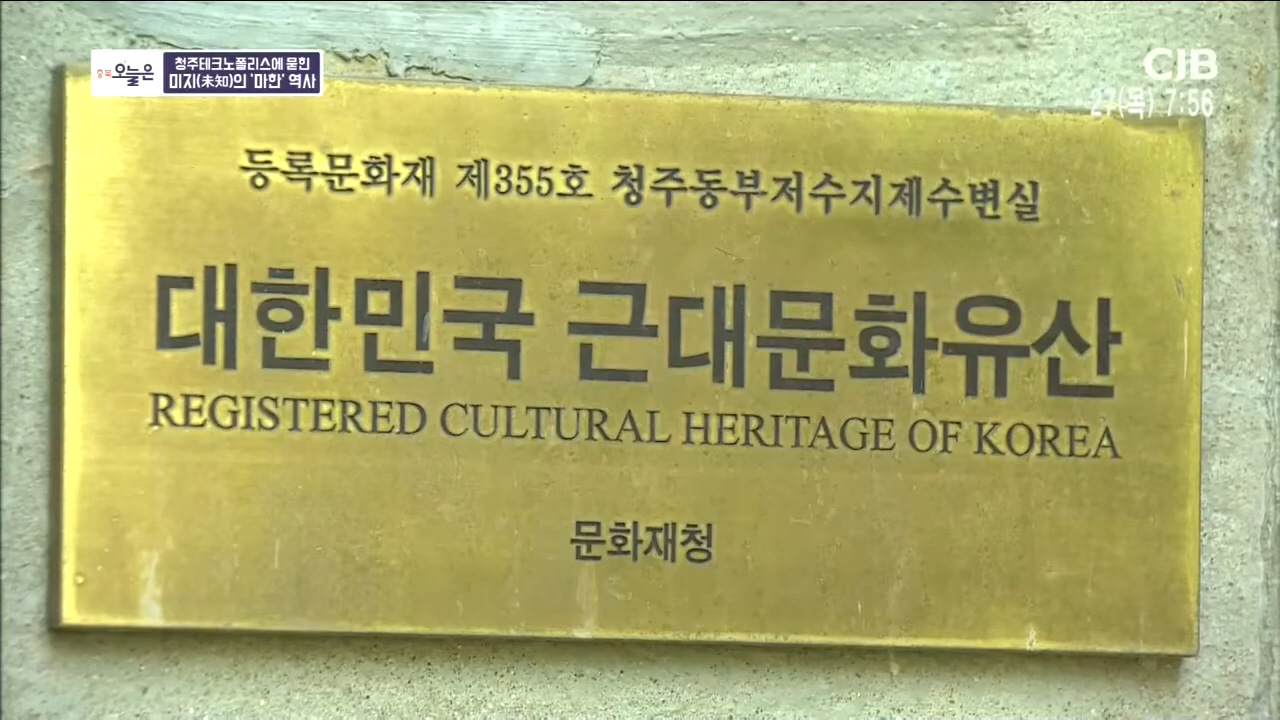 충북 오늘은
청주테크노폴리스에 묻힌
미지(未知)의 '마한' 역사
CJB
27(목) 7:56
등록문화재 제355호 청주동부저수지제수변실
대한민국 근대문화유산
REGISTERED CULTURAL HERITAGE OF KOREA
문화재청